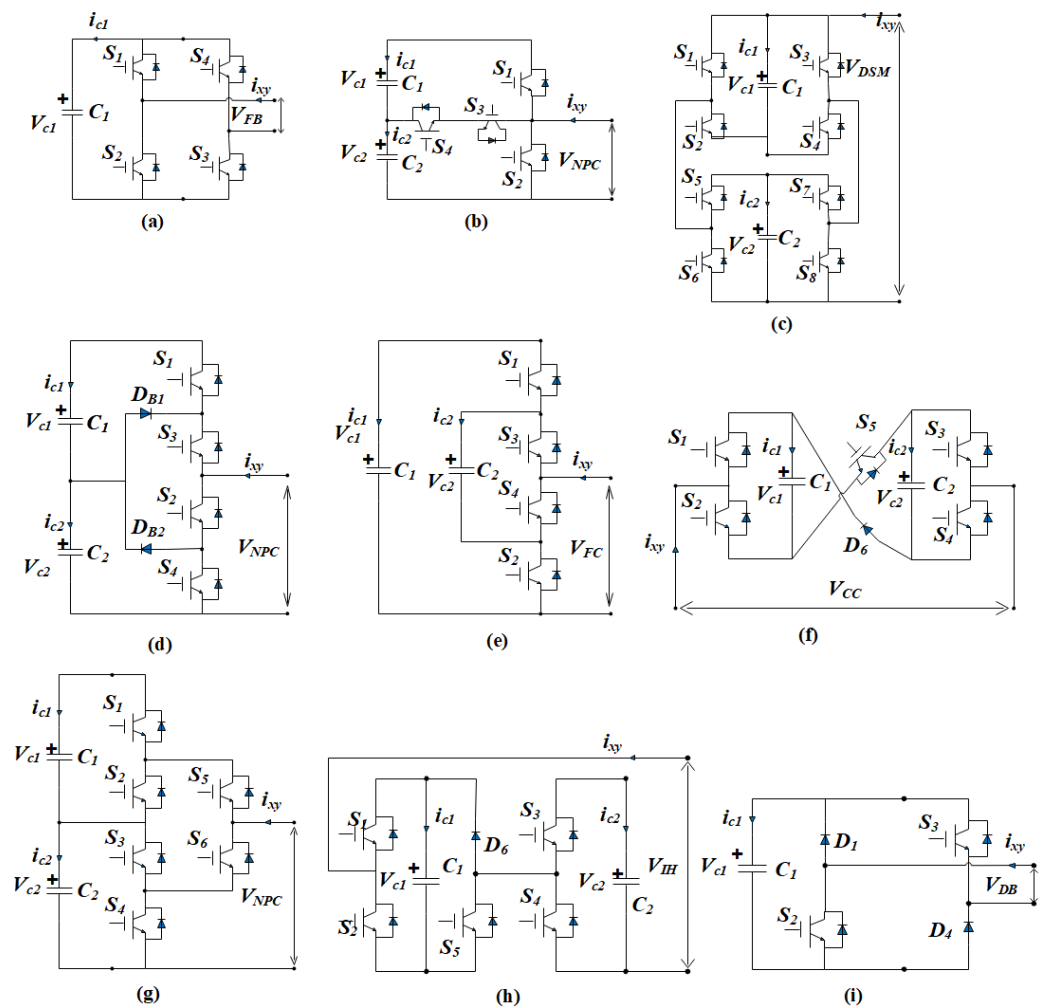 i_c1
S_1
S_4
V_c1
+
C_1
i_xy
V_FB
S_2
S_3
(a)
i_c1
V_c1
+
C_1
S_1
S_3
i_xy
i_c2
S_4
V_c2
+
C_2
S_2
V_NPC
(b)
i_xy
S_1
i_c1
S_3
V_DSM
V_c1
+
C_1
S_2
S_4
S_5
i_c2
S_7
V_c2
+
C_2
S_6
S_8
(c)
S_1
i_c1
D_B1
V_c1
+
C_1
S_3
i_xy
i_c2
S_2
D_B2
V_c2
+
C_2
S_4
V_NPC
(d)
S_1
i_c1
V_c1
+
C_1
i_c2
S_3
V_c2
+
C_2
i_xy
S_4
S_2
V_FC
(e)
S_1
i_c1
S_5
i_c2
S_3
V_c1
+
C_1
V_c2
+
C_2
S_2
S_4
i_xy
D_6
V_CC
(f)
S_1
i_c1
V_c1
+
C_1
S_2
S_5
i_xy
i_c2
S_3
S_6
V_c2
+
C_2
V_NPC
S_4
(g)
i_xy
S_1
i_c1
D_6
S_3
i_c2
V_c1
+
C_1
V_c2
+
C_2
V_IH
S_2
S_5
S_4
(h)
i_c1
V_c1
+
C_1
D_1
S_3
i_xy
V_DB
S_2
D_4
(i)